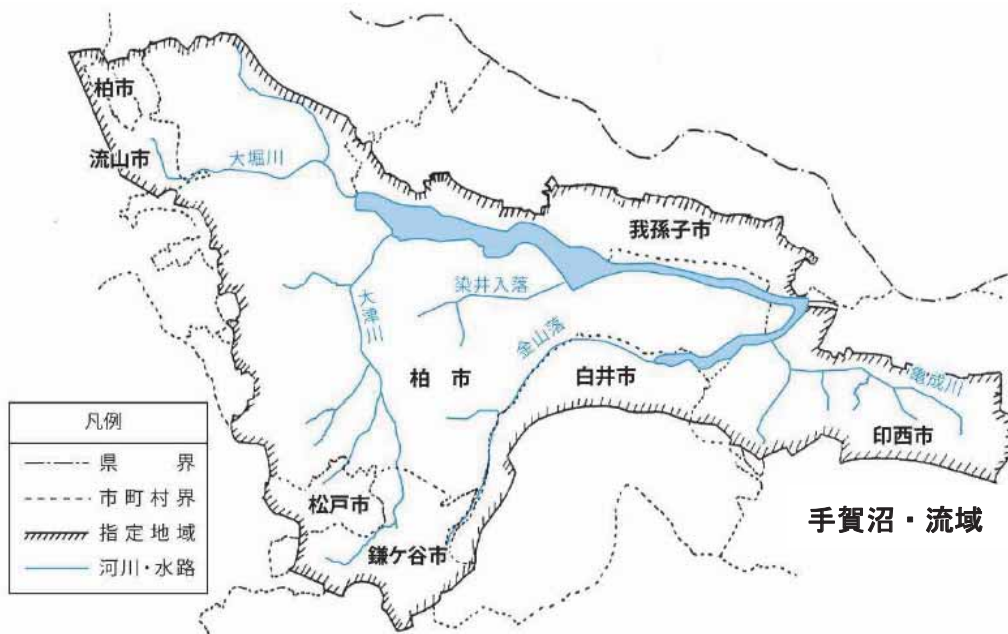 柏市
流山市
大堀川
我孫子市
染井入落
大津川
金山落
柏 市
白井市
亀成川
印西市
松戸市
鎌ケ谷市
手賀沼・流域
凡例
県 界
市町村界
指定地域
河川・水路